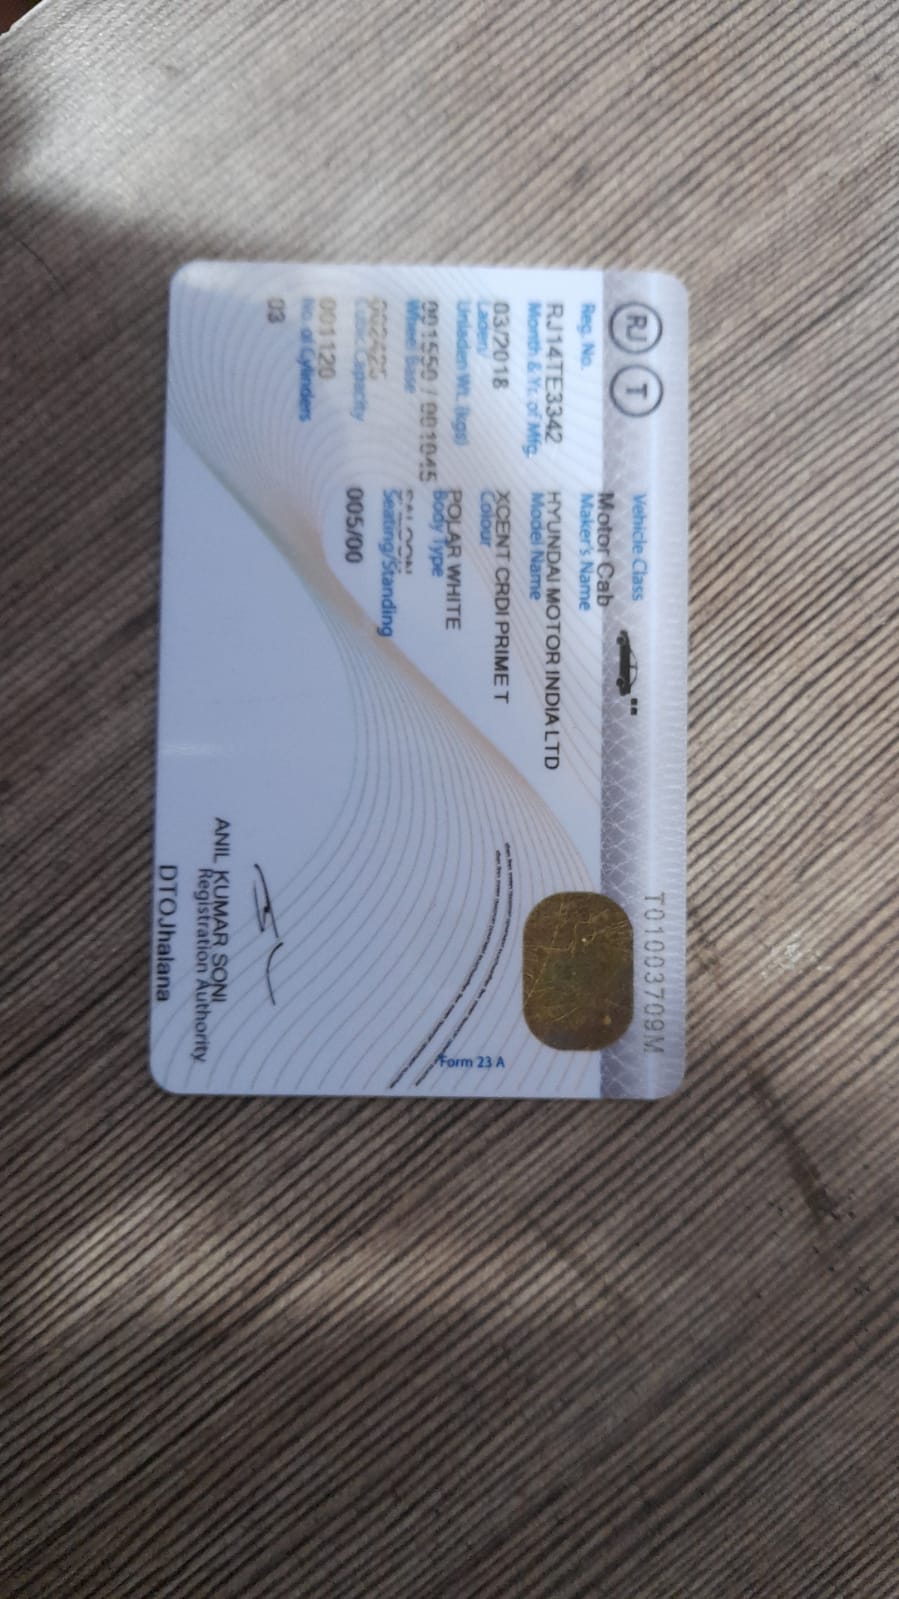 RJ T
Vehicle Class
Motor Cab
T01003709M
Reg. No.
RJ14TE3342
Maker's Name
HYUNDAI MOTOR INDIA LTD
Month & Yr. of Mfg.
03/2018
Model Name
XCENT CRDI PRIME T
Laden/
Unladen Wt. (kgs)
001550 / 001045
Colour
POLAR WHITE
Wheel Base
002425
Body Type
Cubic Capacity
001120
Seating/Standing
005/00
No. of Cylinders
03
Form 23 A
ANIL KUMAR SONI
Registration Authority
DTOJhalana